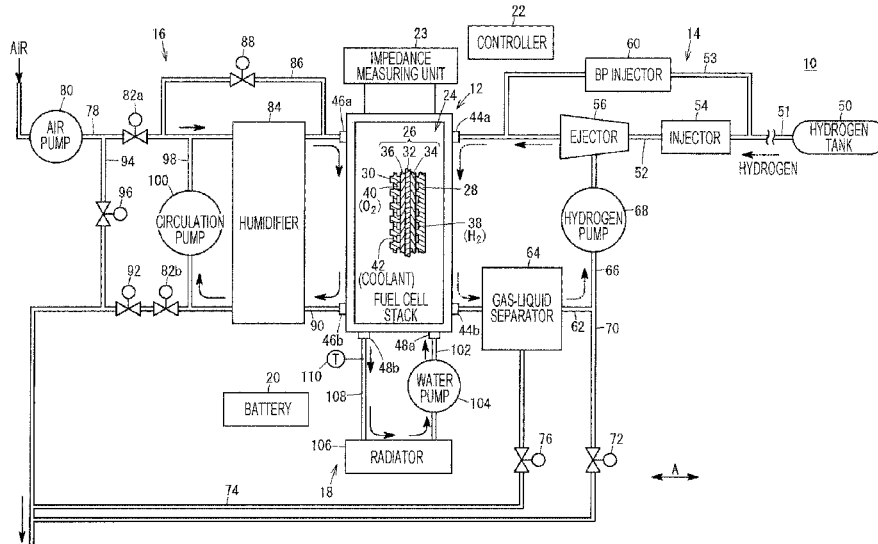 AIR
16
88
86
23
IMPEDANCE
MEASURING UNIT
22
CONTROLLER
60
BP INJECTOR
53
14
10
80
AIR
PUMP
78
82a
84
46a
24
12
44a
56
EJECTOR
54
INJECTOR
51
50
HYDROGEN
TANK
52
HYDROGEN
94
98
100
CIRCULATION
PUMP
96
HUMIDIFIER
26
36 32 34
30
40
(O2)
28
38
(H2)
42
(COOLANT)
FUEL CELL
STACK
HYDROGEN
PUMP
68
64
GAS-LIQUID
SEPARATOR
66
62
70
92
82b
90
46b
44b
48a
48b
102
110
T
108
WATER
PUMP
104
20
BATTERY
106
RADIATOR
18
76
72
74
A